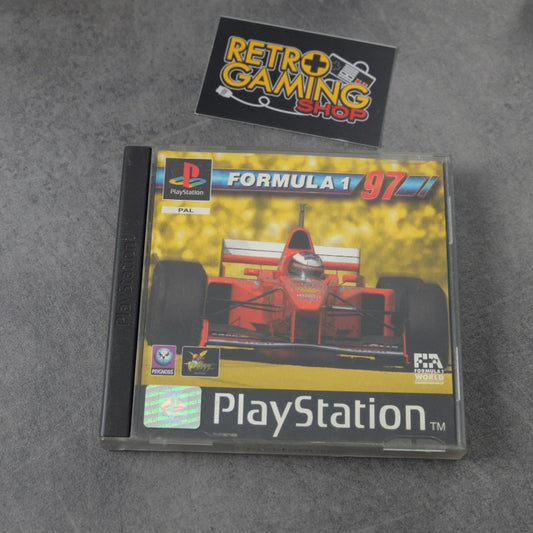 RETRO
GAMING
SHOP
PlayStation
PAL
FORMULA 1 97
PlayStation
PSYGNOSIS
FIA
FORMULA 1
WORLD
CHAMPIONSHIP
PlayStation TM